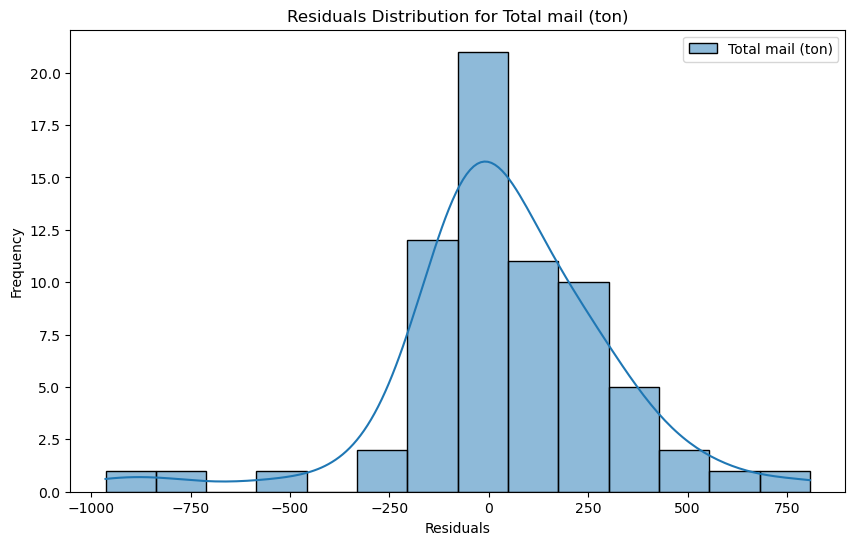 Residuals Distribution for Total mail (ton)
Total mail (ton)
Frequency
20.0
17.5
15.0
12.5
10.0
7.5
5.0
2.5
0.0
−1000 −750 −500 −250 0 250 500 750
Residuals